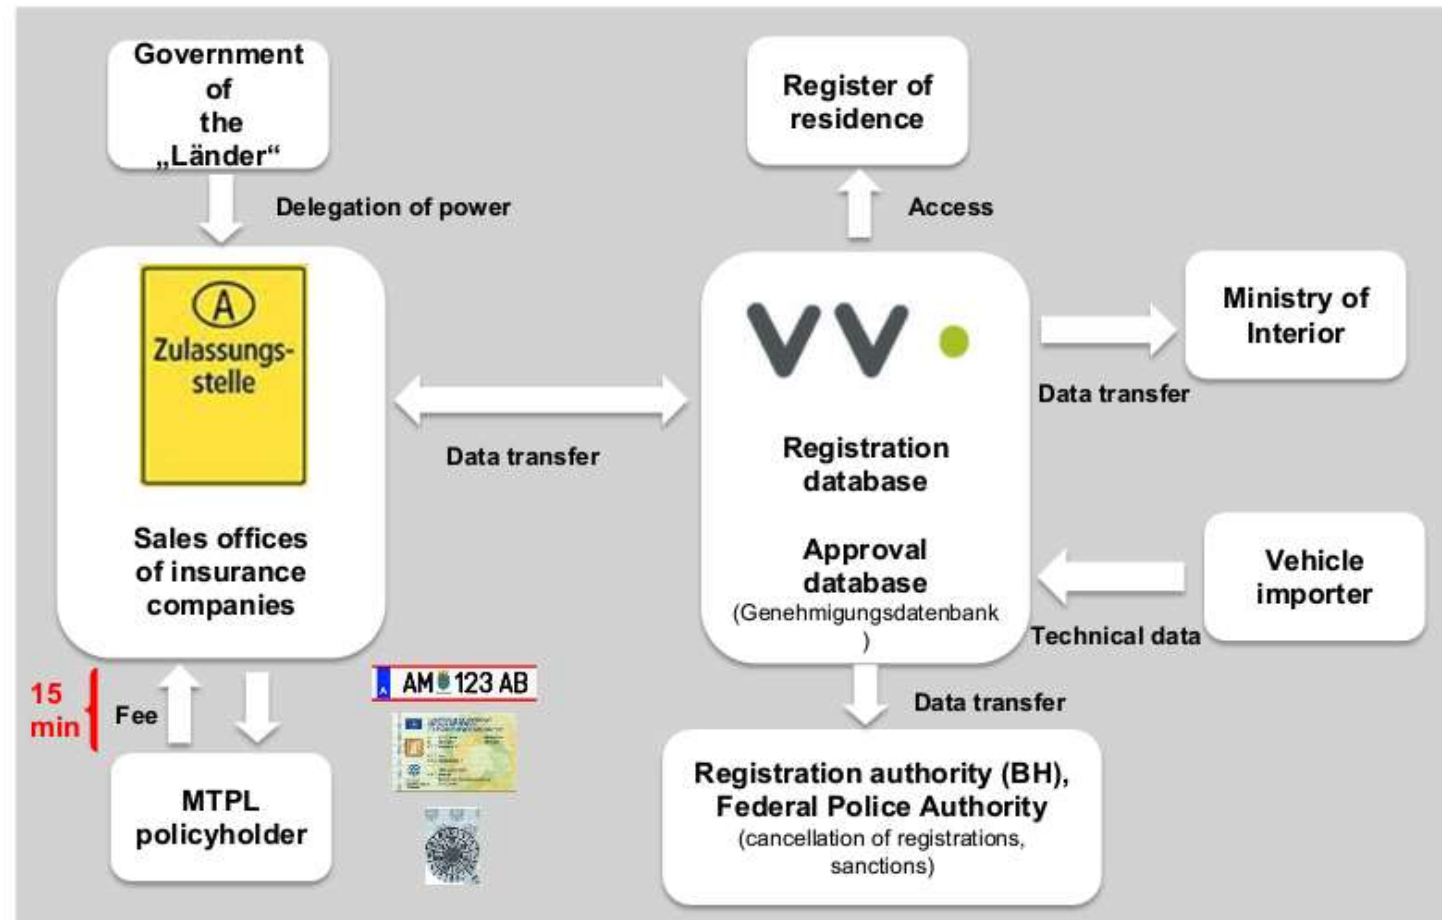 Government
of
the
„Länder“
Delegation of power
A
Zulassungs-
stelle
Sales offices
of insurance
companies
15
min
Fee
MTPL
policyholder
A
AM 123 AB
Data transfer
Register of
residence
Access
VV
Registration
database
Approval
database
(Genehmigungsdatenbank
)
Ministry of
Interior
Data transfer
Vehicle
importer
Technical data
Data transfer
Registration authority (BH),
Federal Police Authority
(cancellation of registrations,
sanctions)